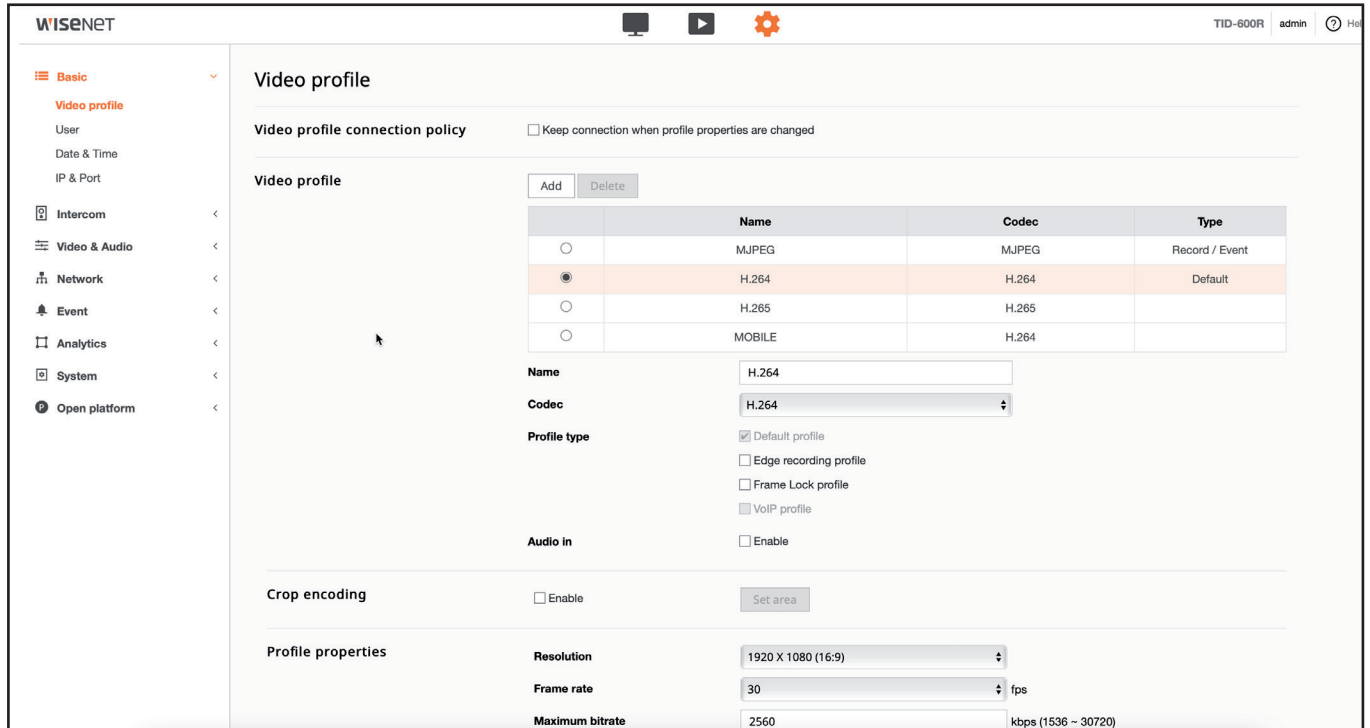 WISENET
TID-600R admin Hel
Basic
Video profile
User
Date & Time
IP & Port
Intercom
Video & Audio
Network
Event
Analytics
System
Open platform
Video profile
Video profile connection policy Keep connection when profile properties are changed
Video profile Add Delete
Name Codec Type
MJPEG MJPEG Record / Event
H.264 H.264 Default
H.265 H.265
MOBILE H.264
Name H.264
Codec H.264
Profile type Default profile
Edge recording profile
Frame Lock profile
VoIP profile
Audio in Enable
Crop encoding Enable Set area
Profile properties Resolution 1920 X 1080 (16:9)
Frame rate 30 fps
Maximum bitrate 2560 kbps (1536 ~ 30720)